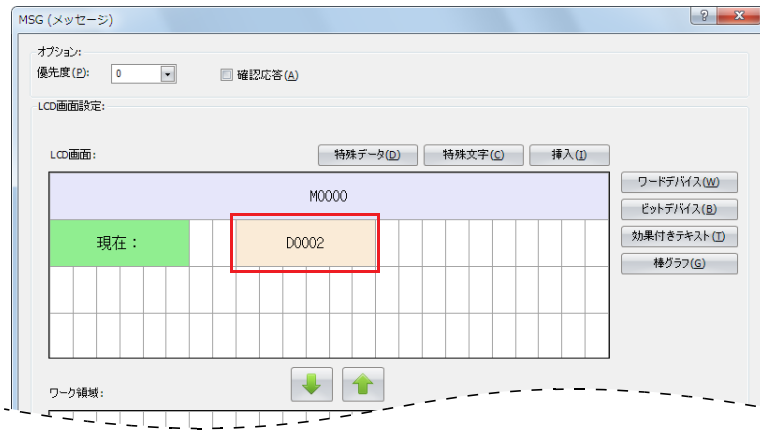 MSG (メッセージ)
オプション:
優先度(P): 0 確認応答(A)
LCD画面設定:
LCD画面: 特殊データ(D) 特殊文字(C) 挿入(I)
M0000
ワードデバイス(W)
ビットデバイス(B)
現在： D0002
効果付きテキスト(T)
棒グラフ(G)
ワーク領域: